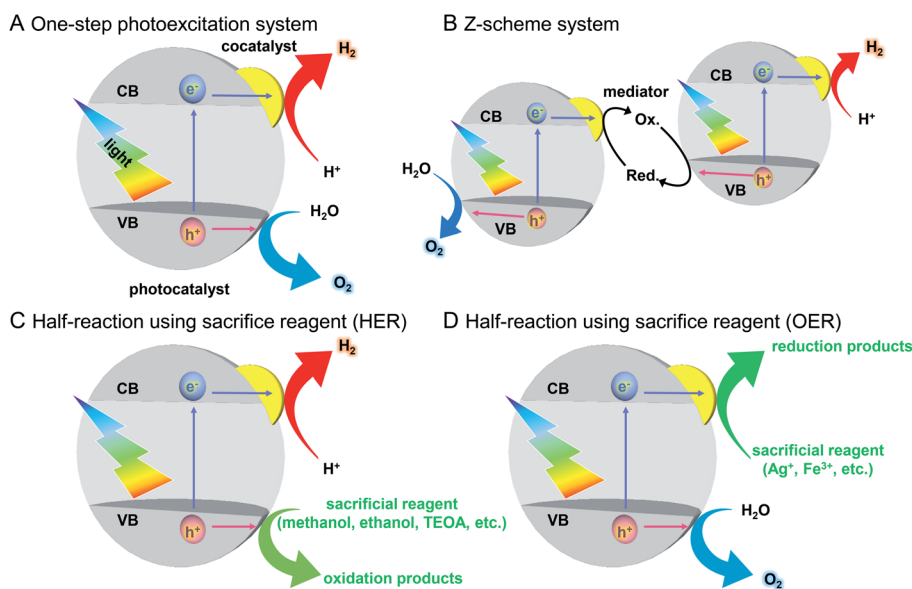 A One-step photoexcitation system
cocatalyst
H₂
CB
e⁻
light
H⁺
H₂O
VB
h⁺
O₂
photocatalyst
B Z-scheme system
H₂
CB
e⁻
mediator
CB
e⁻
Ox.
H⁺
H₂O
Red.
h⁺
VB
h⁺
VB
O₂
C Half-reaction using sacrifice reagent (HER)
H₂
CB
e⁻
H⁺
sacrificial reagent
(methanol, ethanol, TEOA, etc.)
VB
h⁺
oxidation products
D Half-reaction using sacrifice reagent (OER)
reduction products
CB
e⁻
sacrificial reagent
(Ag⁺, Fe³⁺, etc.)
H₂O
VB
h⁺
O₂